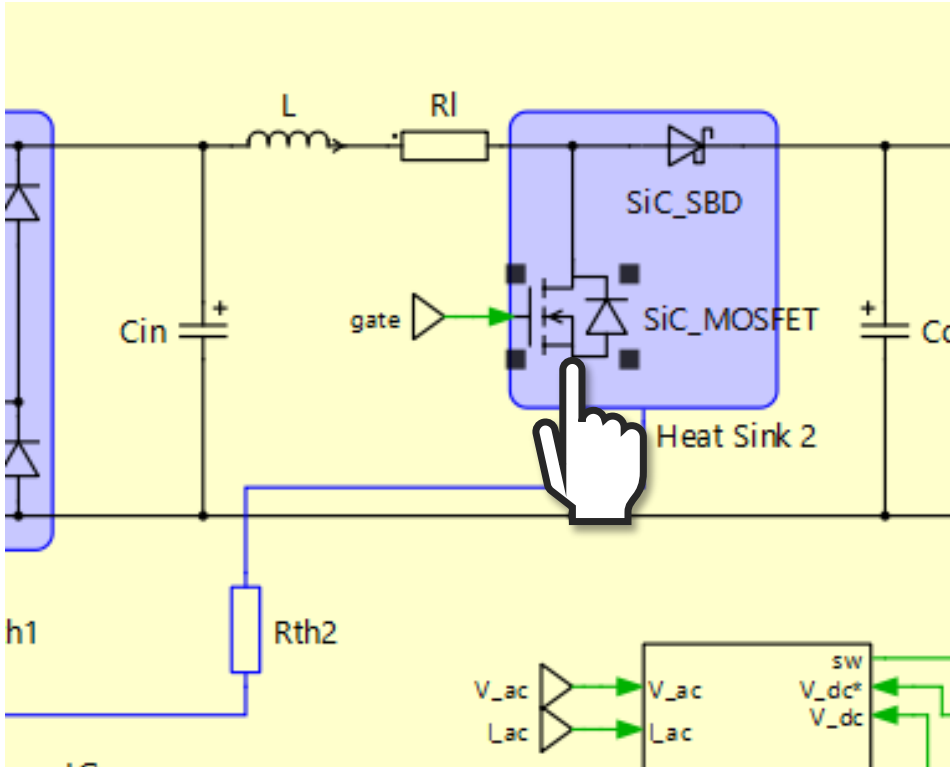 L
Rl
SiC_SBD
Cin
+
gate
SiC_MOSFET
+
Heat Sink 2
h1
Rth2
sw
V_ac
V_ac
V_dc*
V_dc
I_ac
I_ac